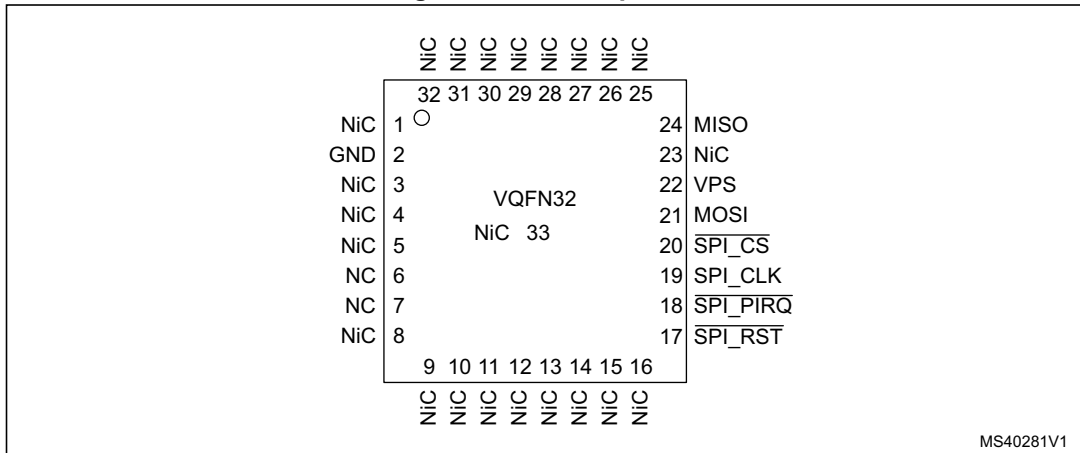 NiC NiC NiC NiC NiC NiC NiC NiC
32 31 30 29 28 27 26 25
NiC 1 24 MISO
GND 2 23 NiC
NiC 3 22 VPS
NiC 4 21 MOSI
NiC 5 20 SPI_CS
NC 6 19 SPI_CLK
NC 7 18 SPI_PIRQ
NiC 8 17 SPI_RST
VQFN32
NiC 33
9 10 11 12 13 14 15 16
NiC NiC NiC NiC NiC NiC NiC NiC
MS40281V1